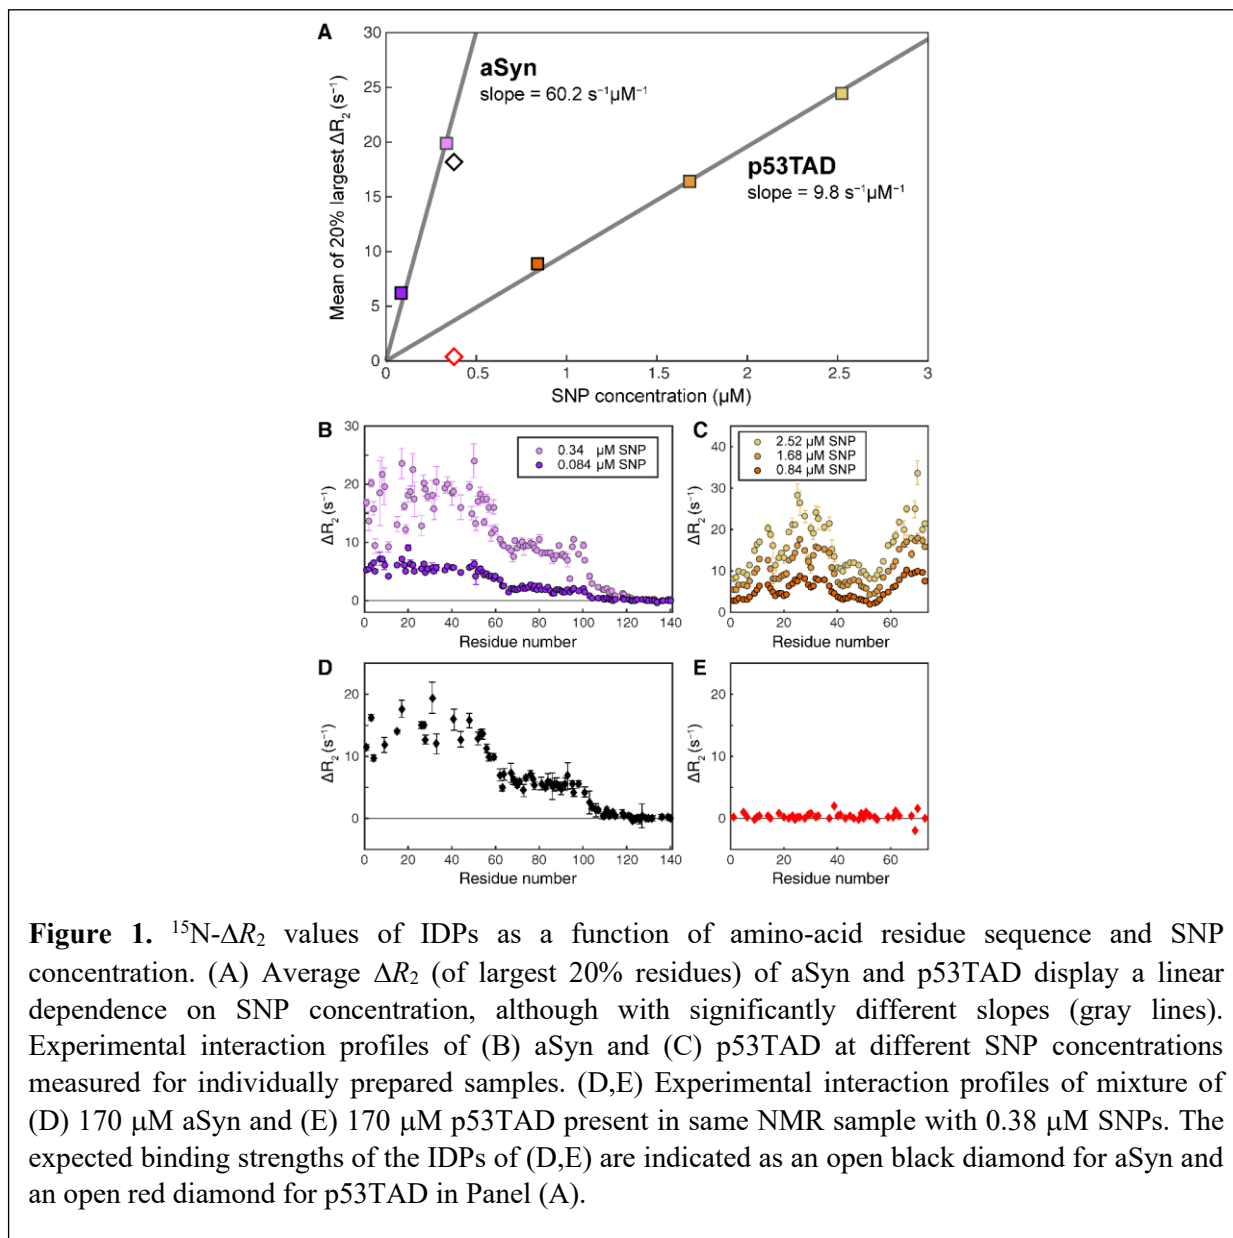 A
30
25
20
15
10
5
0
Mean of 20% largest ΔR₂ (s⁻¹)
aSyn
slope = 60.2 s⁻¹μM⁻¹
p53TAD
slope = 9.8 s⁻¹μM⁻¹
0 0.5 1 1.5 2 2.5 3
SNP concentration (μM)
B
30
20
10
0
ΔR₂ (s⁻¹)
0.34 μM SNP
0.084 μM SNP
0 20 40 60 80 100 120 140
Residue number
C
40
30
20
10
0
ΔR₂ (s⁻¹)
2.52 μM SNP
1.68 μM SNP
0.84 μM SNP
0 20 40 60
Residue number
D
20
10
0
ΔR₂ (s⁻¹)
0 20 40 60 80 100 120 140
Residue number
E
20
10
0
ΔR₂ (s⁻¹)
0 20 40 60
Residue number
Figure 1. ¹⁵N-ΔR₂ values of IDPs as a function of amino-acid residue sequence and SNP
concentration. (A) Average ΔR₂ (of largest 20% residues) of aSyn and p53TAD display a linear
dependence on SNP concentration, although with significantly different slopes (gray lines).
Experimental interaction profiles of (B) aSyn and (C) p53TAD at different SNP concentrations
measured for individually prepared samples. (D,E) Experimental interaction profiles of mixture of
(D) 170 μM aSyn and (E) 170 μM p53TAD present in same NMR sample with 0.38 μM SNPs. The
expected binding strengths of the IDPs of (D,E) are indicated as an open black diamond for aSyn and
an open red diamond for p53TAD in Panel (A).